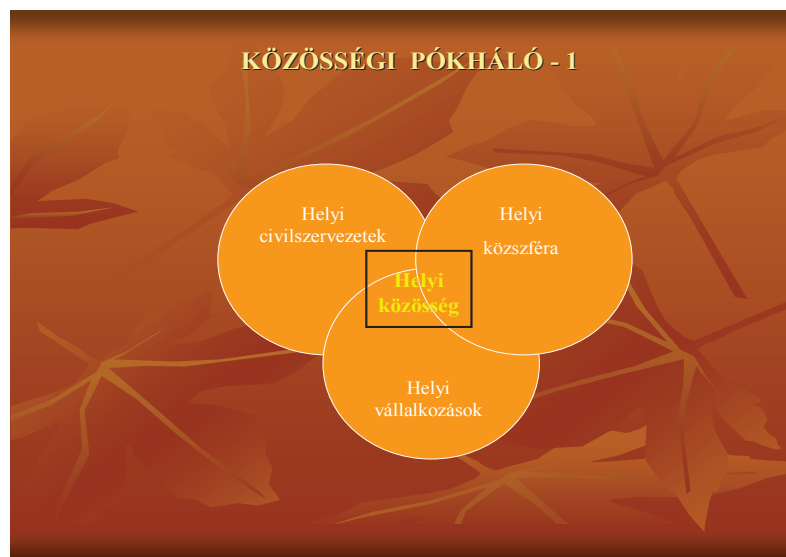 KÖZÖSSÉGI PÓKHÁLÓ - 1
Helyi
civilszervezetek
Helyi
közszféra
Helyi
közösség
Helyi
vállalkozások